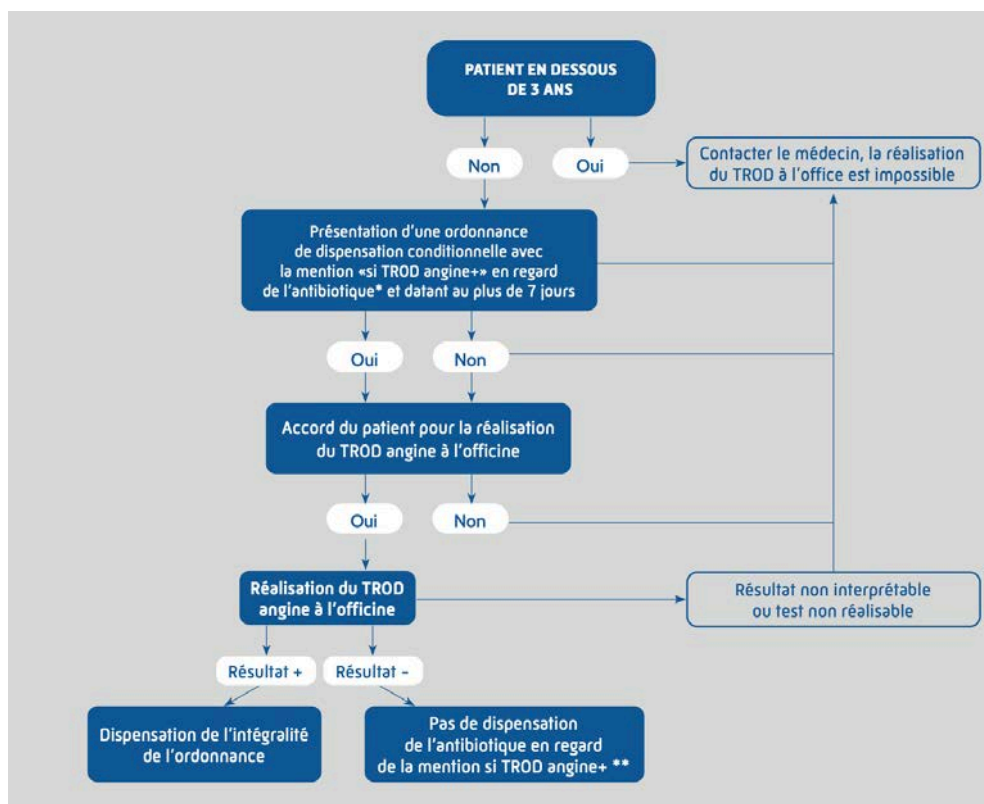 PATIENT EN DESSOUS
DE 3 ANS
Non
Oui
Contacter le médecin, la réalisation
du TROD à l'office est impossible
Présentation d'une ordonnance
de dispensation conditionnelle avec
la mention «si TROD angine+» en regard
de l'antibiotique* et datant au plus de 7 jours
Oui
Non
Accord du patient pour la réalisation
du TROD angine à l'officine
Oui
Non
Réalisation du TROD
angine à l'officine
Résultat non interprétable
ou test non réalisable
Résultat +
Résultat -
Dispensation de l'intégralité
de l'ordonnance
Pas de dispensation
de l'antibiotique en regard
de la mention si TROD angine+ **